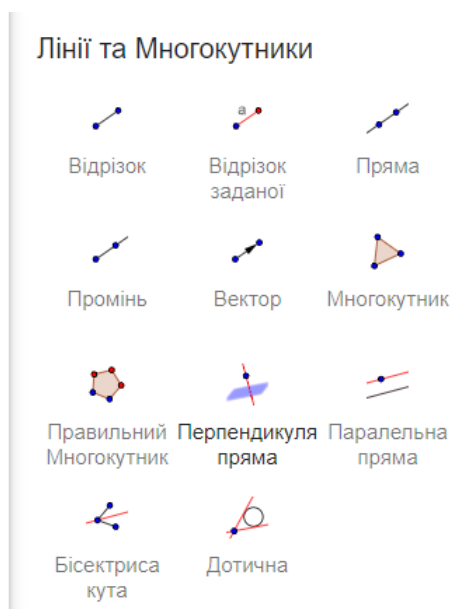 Лінії та Многокутники
a
Відрізок
Відрізок
заданої
Пряма
Промінь
Вектор
Многокутник
Правильний
Многокутник
Перпендикуля
пряма
Паралельна
пряма
Бісектриса
кута
Дотична